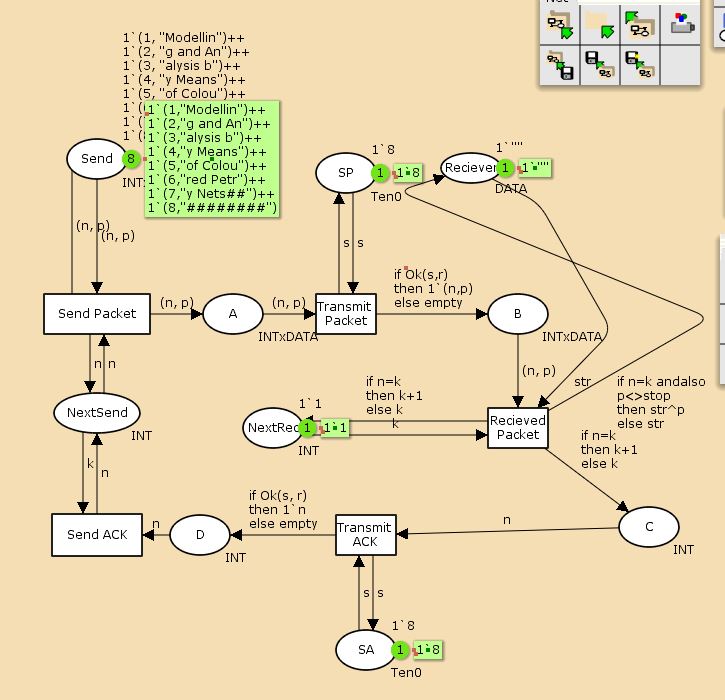 Net
1`(1, "Modellin")++
1`(2, "g and An")++
1`(3, "alysis b")++
1`(4, "y Means")++
1`(5, "of Colou")++
1`(
1`(
1`(
1`(1,"Modellin")++
1`(2,"g and An")++
1`(3,"alysis b")++
1`(4,"y Means")++
1`(5,"of Colou")++
1`(6,"red Petr")++
1`(7,"y Nets##")++
1`(8,"########")
Send
8
INTx
1`8
SP
1
1`8
Ten0
1`""
Reciever
1
1`""
DATA
(n, p)
(n, p)
s
s
if Ok(s,r)
then 1`(n,p)
else empty
Send Packet
(n, p)
A
(n, p)
INTxDATA
Transmit
Packet
B
INTxDATA
n
n
(n, p)
str
if n=k andalso
p<>stop
then str^p
else str
NextSend
INT
1`1
NextRec
1
1`1
INT
if n=k
then k+1
else k
k
Recieved
Packet
if n=k
then k+1
else k
k
n
Send ACK
n
D
INT
if Ok(s, r)
then 1`n
else empty
Transmit
ACK
n
C
INT
s
s
1`8
SA
1
1`8
Ten0